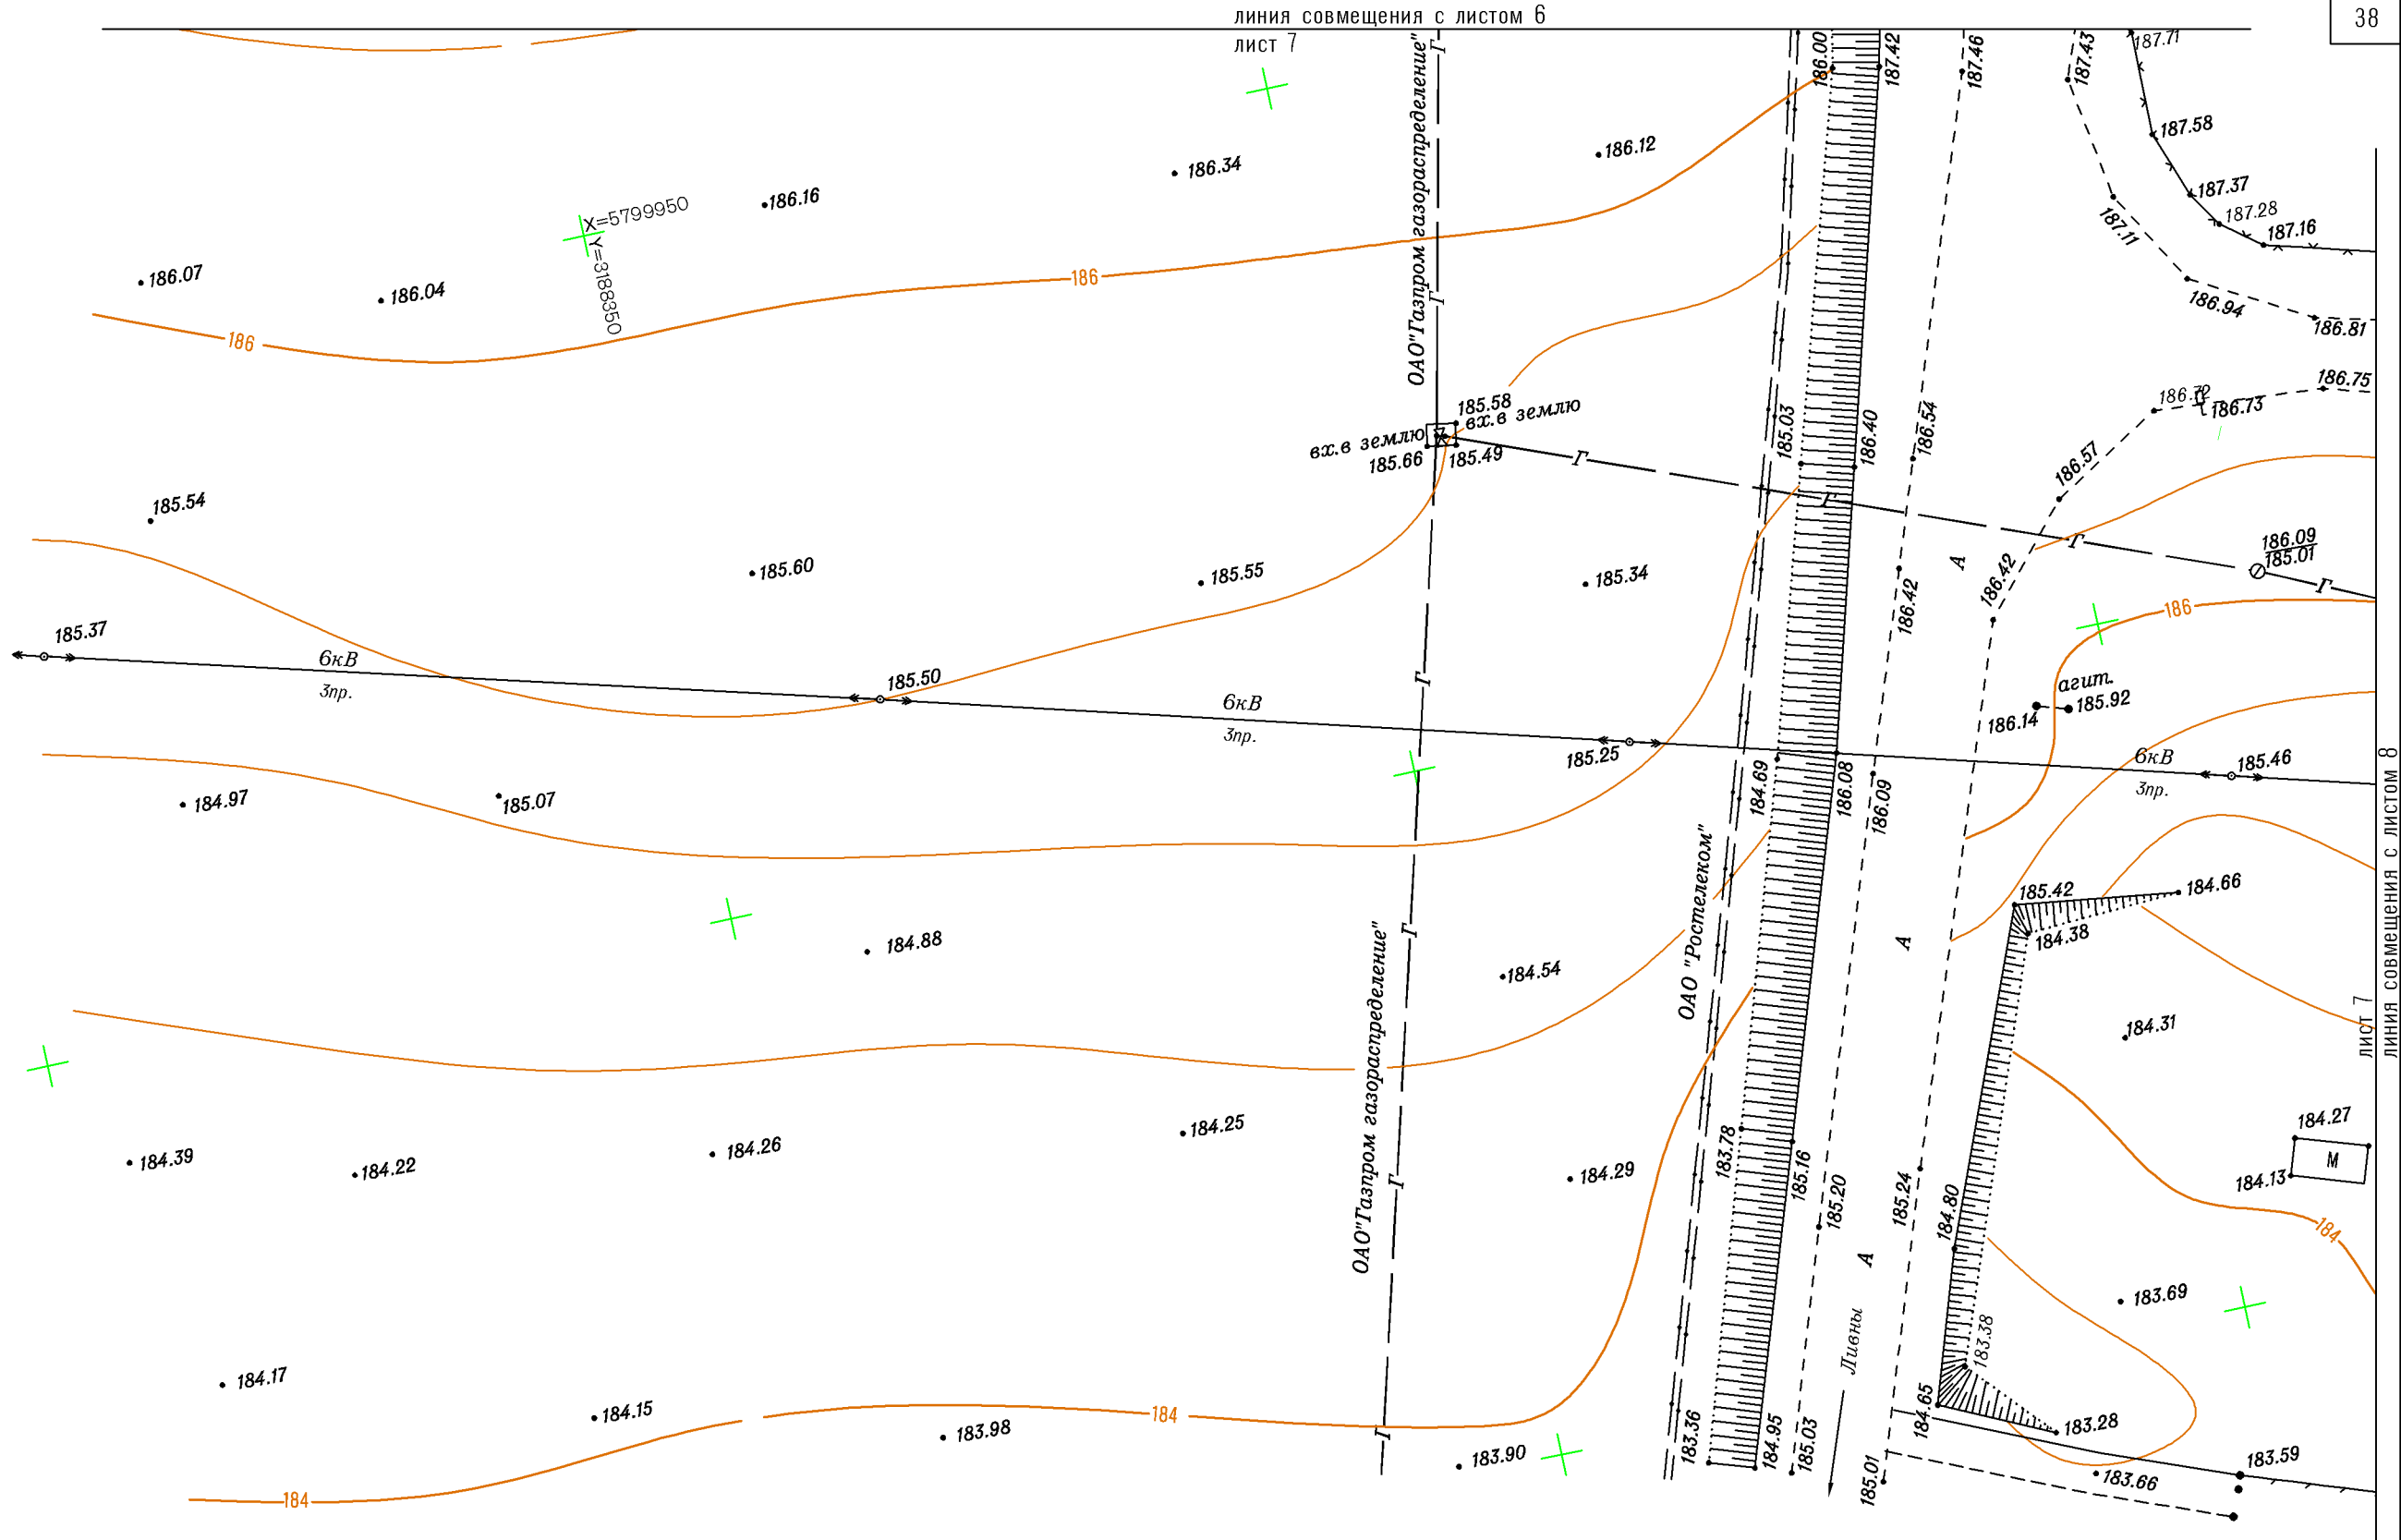 линия совмещения с листом 6
38
лист 7
ОАО"Газпром газораспределение"
Г
186.00
187.42
187.46
187.43
187.71
187.58
186.12
186.34
186.16
X=5799950
Y=3188350
187.37
187.28
187.16
187.11
186.07
186.04
186
186
Г
186.94
186.81
186.75
186.72
186.73
185.58
вх.в землю
вх.в землю
185.66
185.49
185.03
186.40
186.54
186.57
Г
Г
185.54
185.60
185.55
185.34
А
186.42
186.42
Г
186.09
185.01
Г
186
185.37
6кВ
3пр.
185.50
Г
6кВ
3пр.
185.25
184.69
186.08
186.09
агит.
186.14
185.92
6кВ
3пр.
185.46
184.97
185.07
ОАО "Ростелеком"
185.42
184.66
184.38
184.88
Г
184.54
А
184.31
лист 7
линия совмещения с листом 8
ОАО"Газпром газораспределение"
184.39
184.22
184.26
184.25
Г
184.29
183.78
185.16
185.20
185.24
184.80
184.27
184.13
М
184
А
Ливны
183.69
183.38
184.17
184.15
183.98
184
Г
183.90
183.36
184.95
185.03
185.01
184.65
183.28
183.59
183.66
184